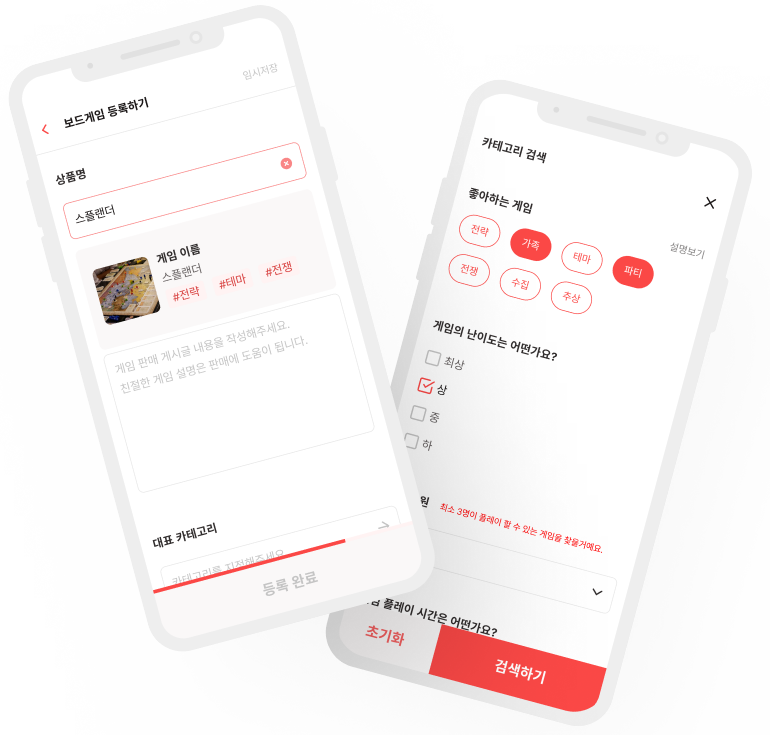 임시저장
보드게임 등록하기
상품명
스플랜더
게임 이름
스플랜더
#전략 #테마 #전쟁
게임 판매 게시글 내용을 작성해주세요.
친절한 게임 설명은 판매에 도움이 됩니다.
대표 카테고리
카테고리를 지정해주세요
등록 완료
카테고리 검색
좋아하는 게임
설명보기
전략 가족 테마 파티
전쟁 수집 추상
게임의 난이도는 어떤가요?
최상
상
중
하
원 최소 3명이 플레이 할 수 있는 게임을 찾을거예요.
플레이 시간은 어떤가요?
초기화 검색하기